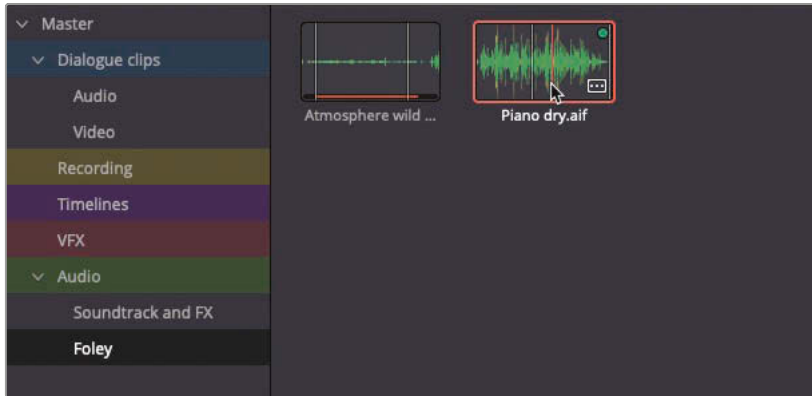 Master
Dialogue clips
Audio
Video
Recording
Timelines
VFX
Audio
Soundtrack and FX
Foley
Atmosphere wild ...
Piano dry.aif